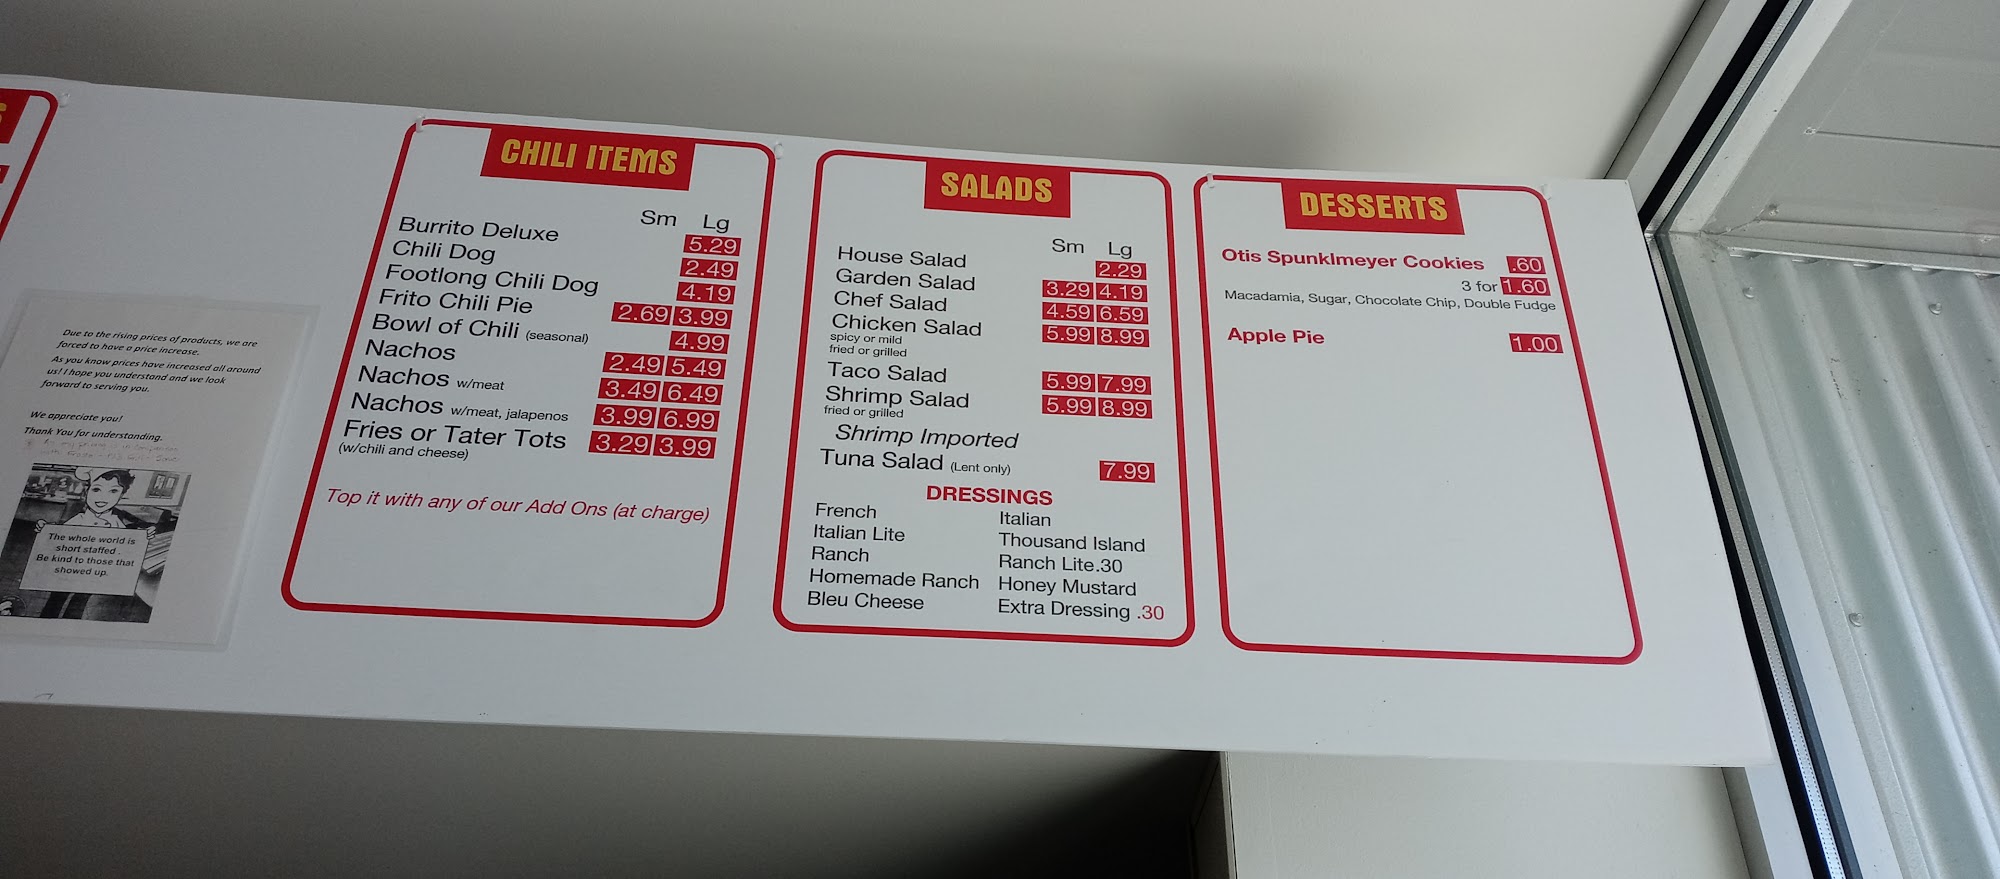 Due to the rising prices of products, we are
forced to have a price increase.
As you know prices have increased all around
us! I hope you understand and we look
forward to serving you.
We appreciate you!
Thank You for understanding.
The whole world is
short staffed .
Be kind to those that
showed up.
CHILI ITEMS
Sm Lg
Burrito Deluxe 5.29
Chili Dog 2.49
Footlong Chili Dog 4.19
Frito Chili Pie 2.69 3.99
Bowl of Chili (seasonal) 4.99
Nachos 2.49 5.49
Nachos w/meat 3.49 6.49
Nachos w/meat, jalapenos 3.99 6.99
Fries or Tater Tots 3.29 3.99
(w/chili and cheese)
Top it with any of our Add Ons (at charge)
SALADS
Sm Lg
House Salad 2.29
Garden Salad 3.29 4.19
Chef Salad 4.59 6.59
Chicken Salad 5.99 8.99
spicy or mild
fried or grilled
Taco Salad 5.99 7.99
Shrimp Salad 5.99 8.99
fried or grilled
Shrimp Imported
Tuna Salad (Lent only) 7.99
DRESSINGS
French Italian
Italian Lite Thousand Island
Ranch Ranch Lite.30
Homemade Ranch Honey Mustard
Bleu Cheese Extra Dressing .30
DESSERTS
Otis Spunklmeyer Cookies .60
3 for 1.60
Macadamia, Sugar, Chocolate Chip, Double Fudge
Apple Pie 1.00